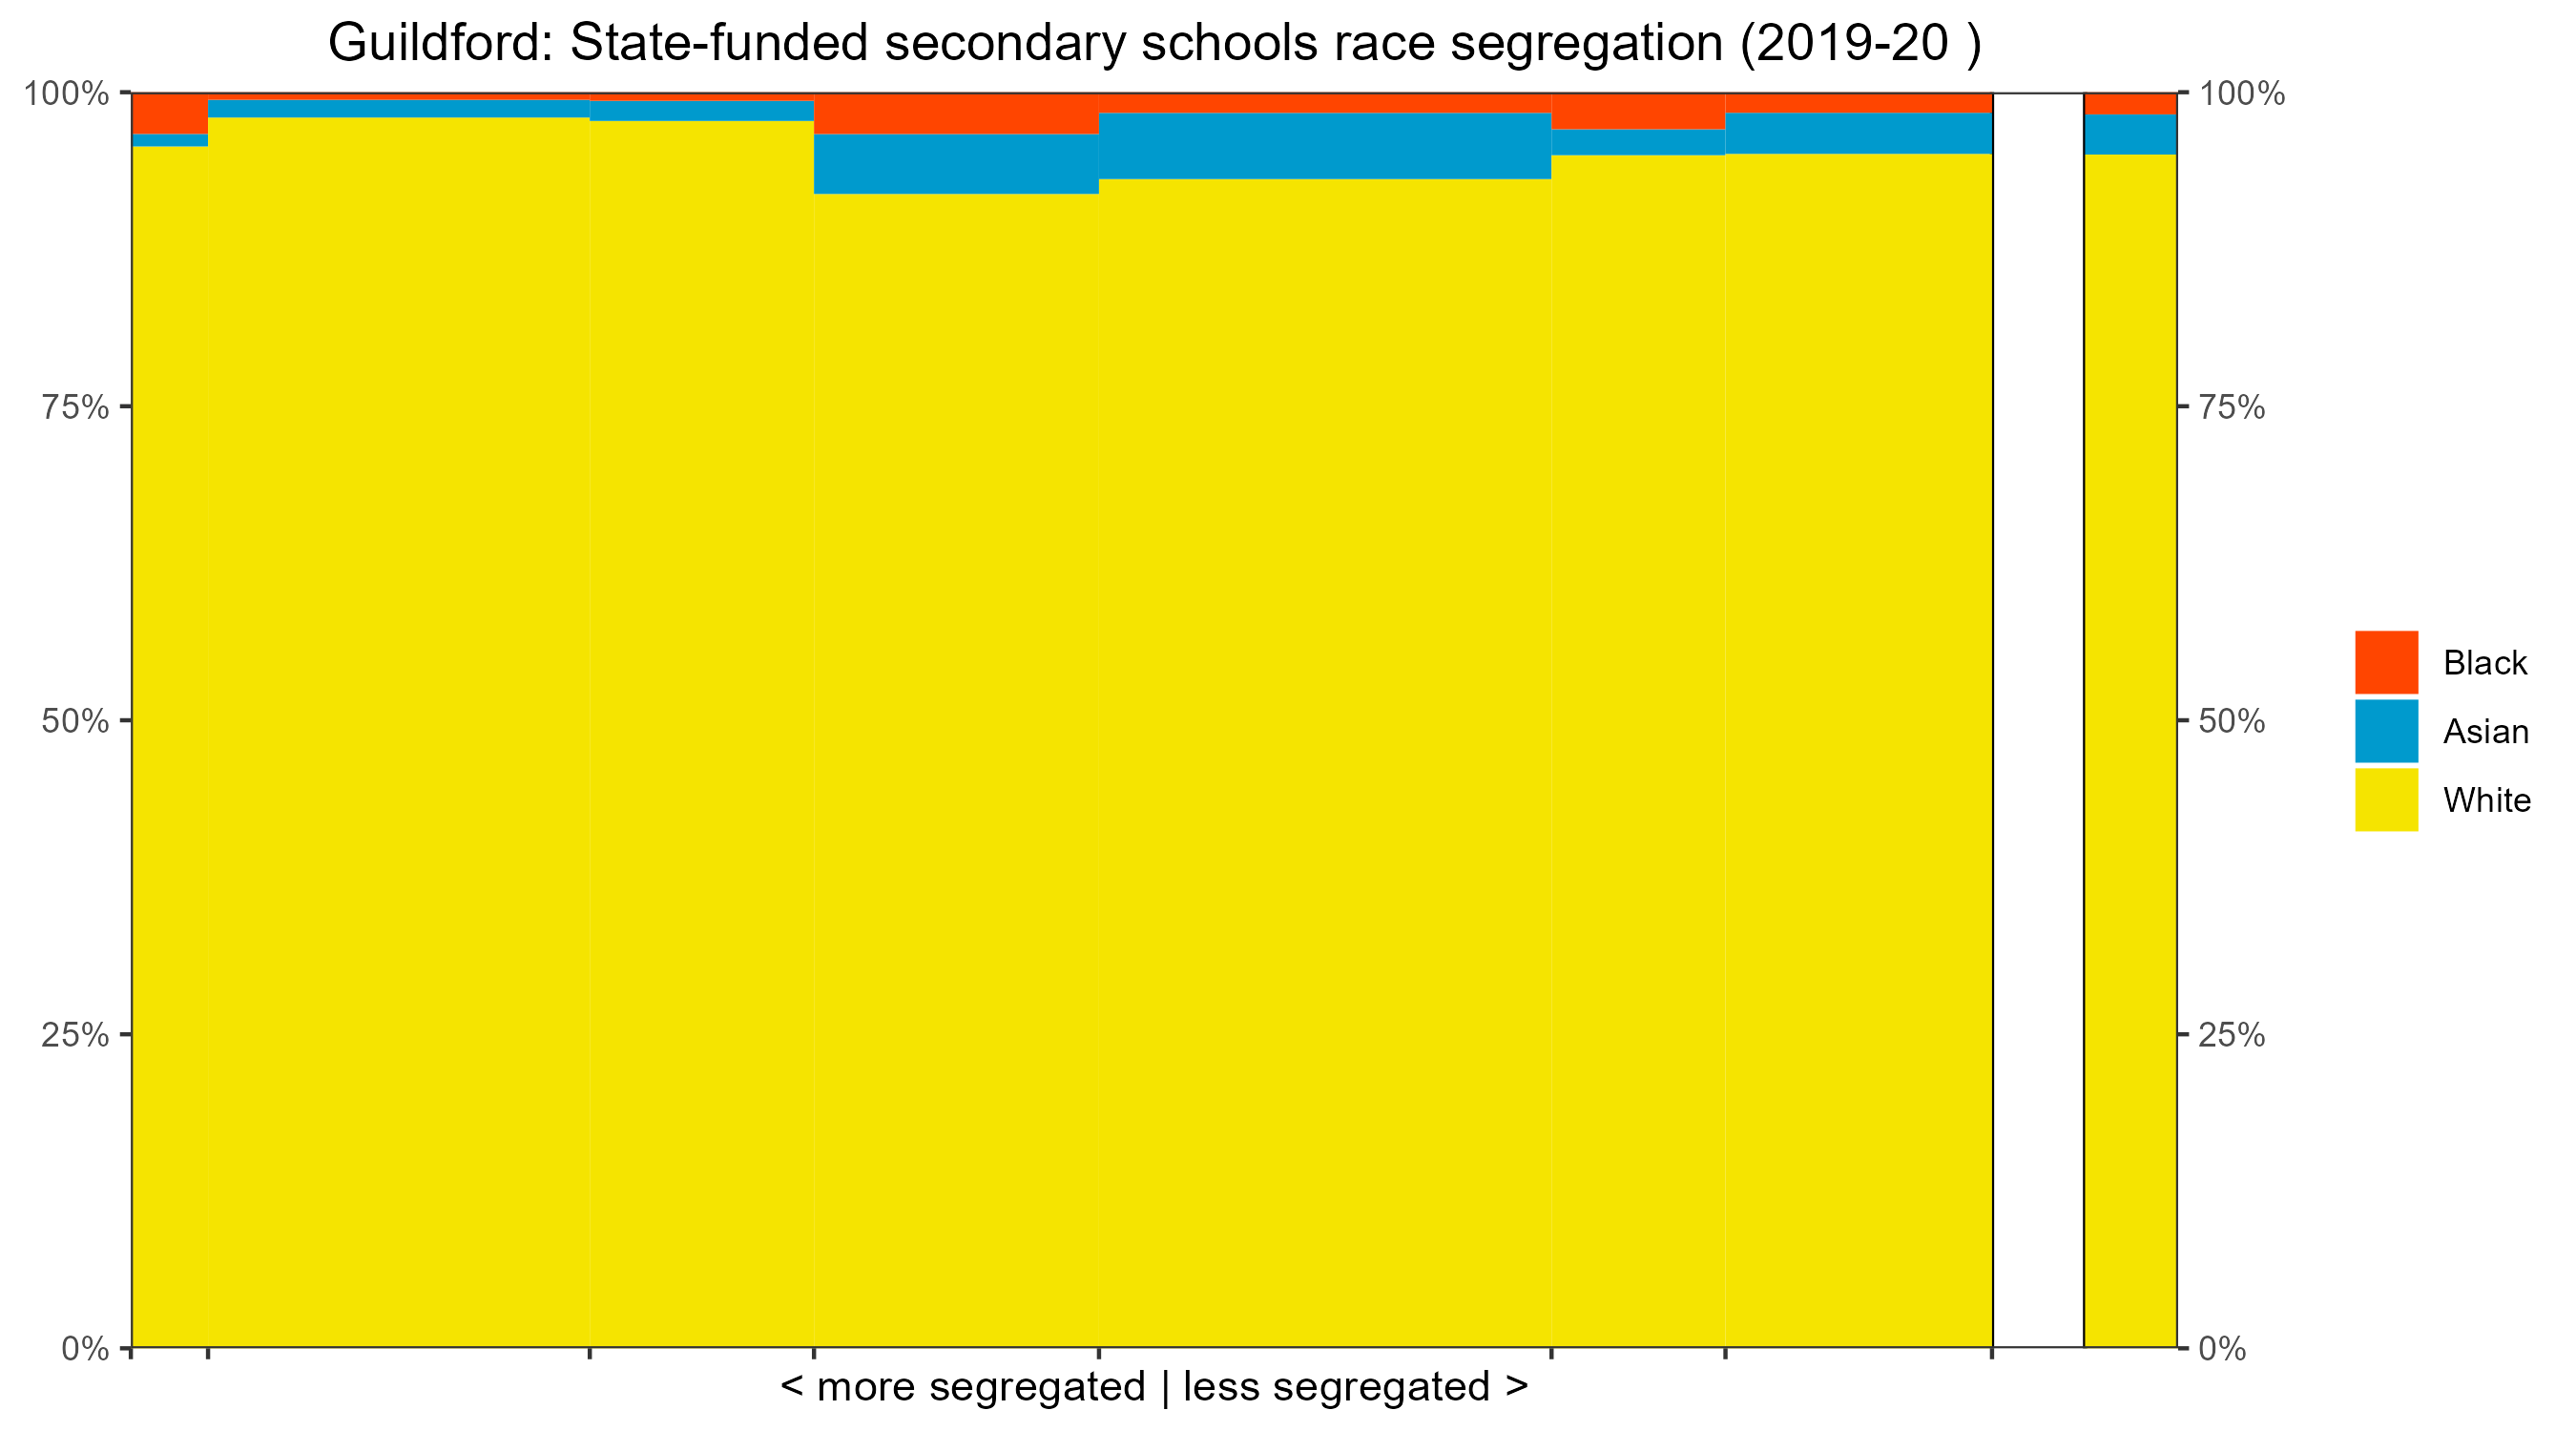 Guildford: State-funded secondary schools race segregation (2019-20 )
100%
75%
50%
25%
0%
100%
75%
50%
25%
0%
Black
Asian
White
< more segregated | less segregated >